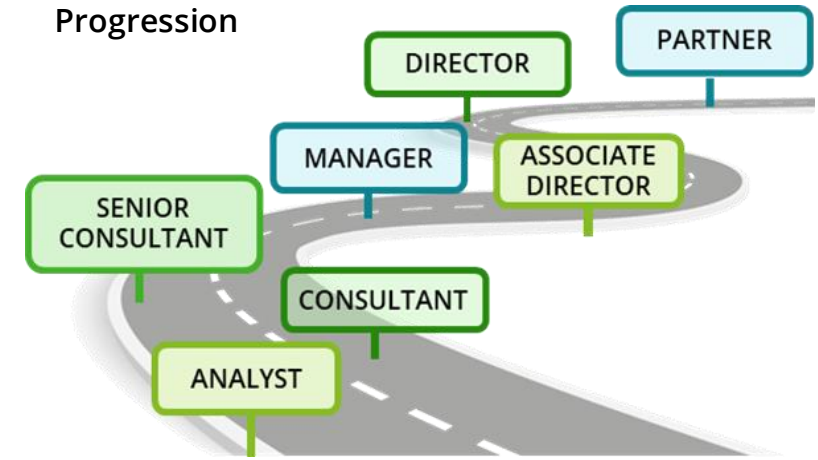 Progression
PARTNER
DIRECTOR
MANAGER
ASSOCIATE
DIRECTOR
SENIOR
CONSULTANT
CONSULTANT
ANALYST